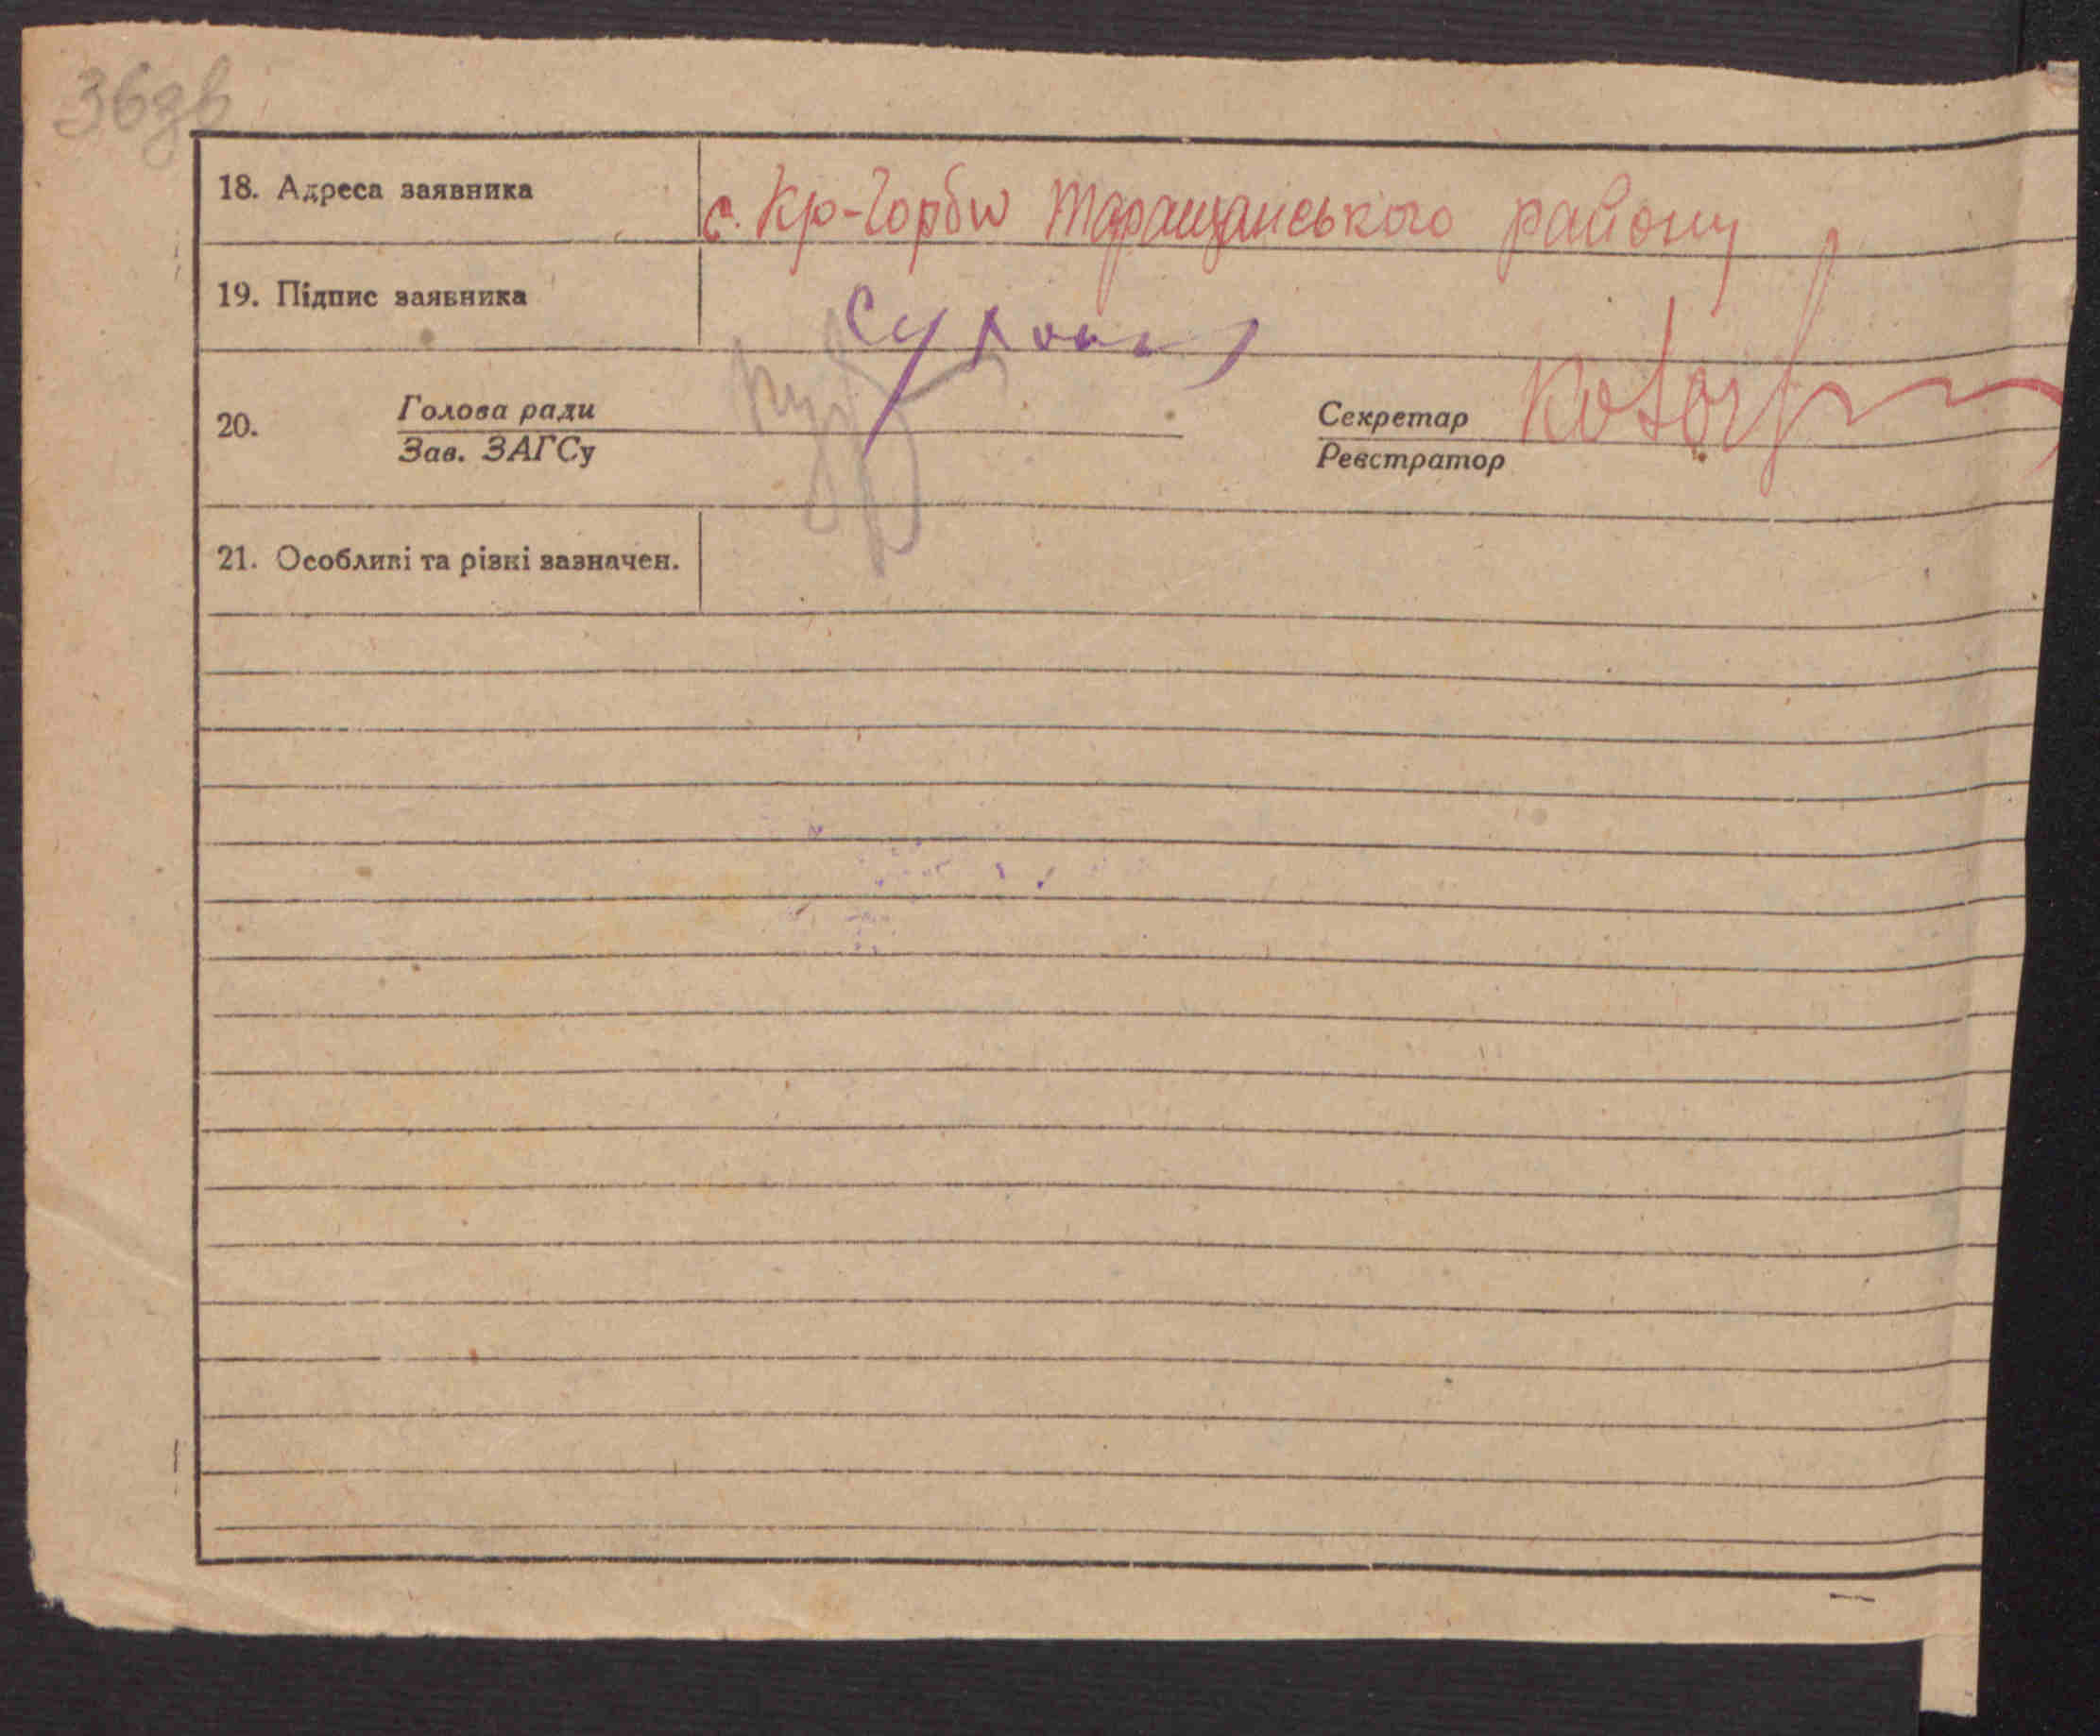 36зв
18. Адреса заявника с. Кр-Горби Таращанського району
19. Підпис заявника
20. Голова ради Секретар
Зав. ЗАГСу Реєстратор
21. Особливі та різні зазначен.